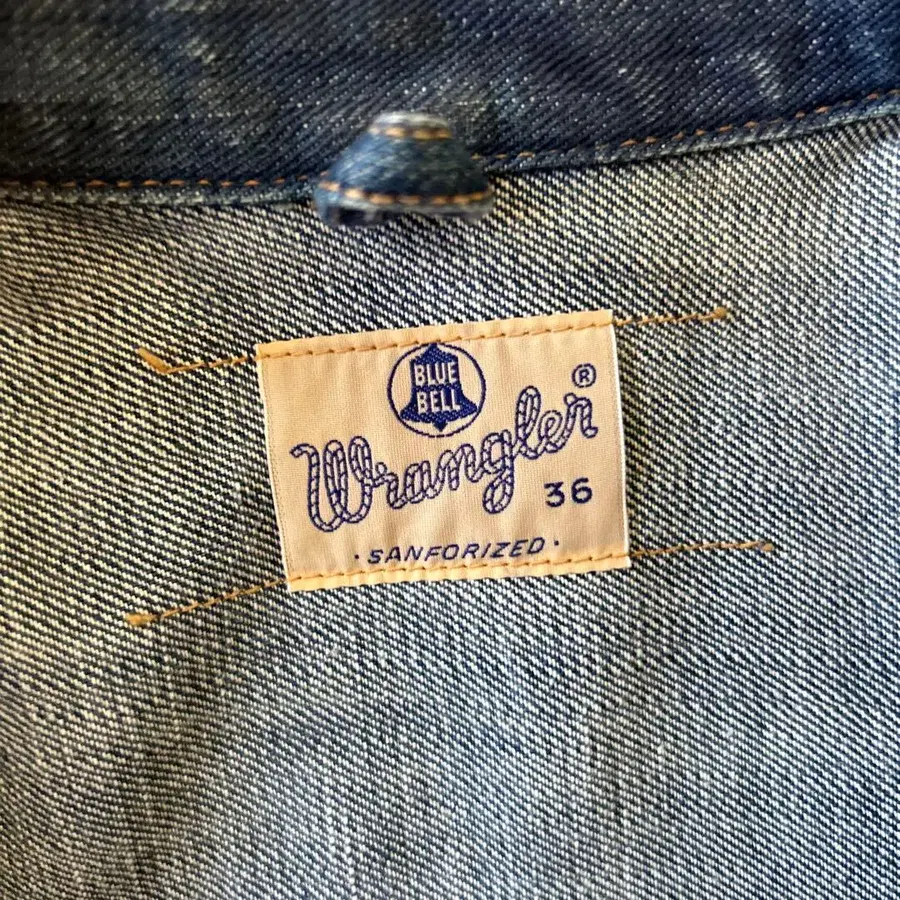 BLUE
BELL
Wrangler®
36
·SANFORIZED·